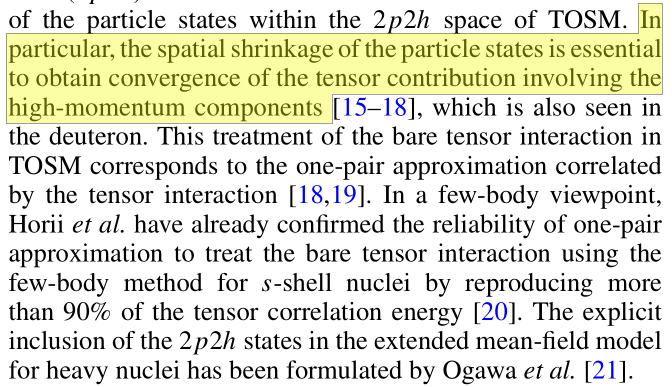 of the particle states within the 2p2h space of TOSM. In
particular, the spatial shrinkage of the particle states is essential
to obtain convergence of the tensor contribution involving the
high-momentum components [15–18], which is also seen in
the deuteron. This treatment of the bare tensor interaction in
TOSM corresponds to the one-pair approximation correlated
by the tensor interaction [18,19]. In a few-body viewpoint,
Horii et al. have already confirmed the reliability of one-pair
approximation to treat the bare tensor interaction using the
few-body method for s-shell nuclei by reproducing more
than 90% of the tensor correlation energy [20]. The explicit
inclusion of the 2p2h states in the extended mean-field model
for heavy nuclei has been formulated by Ogawa et al. [21].